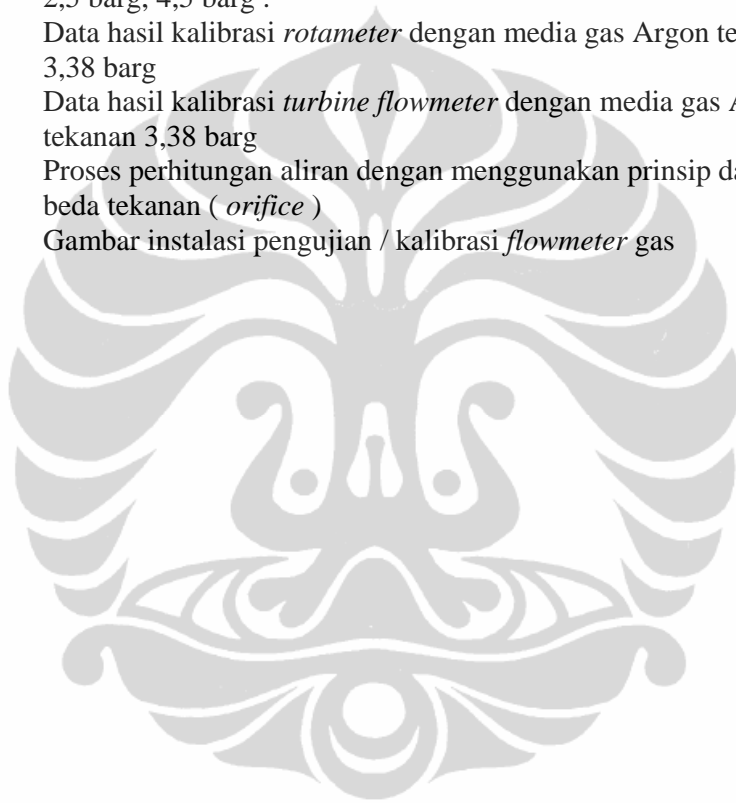 2,5 barg, 4,5 barg .
Data hasil kalibrasi rotameter dengan media gas Argon
3,38 barg
Data hasil kalibrasi turbine flowmeter dengan media gas
tekanan 3,38 barg
Proses perhitungan aliran dengan menggunakan prinsip
beda tekanan ( orifice )
Gambar instalasi pengujian / kalibrasi flowmeter gas